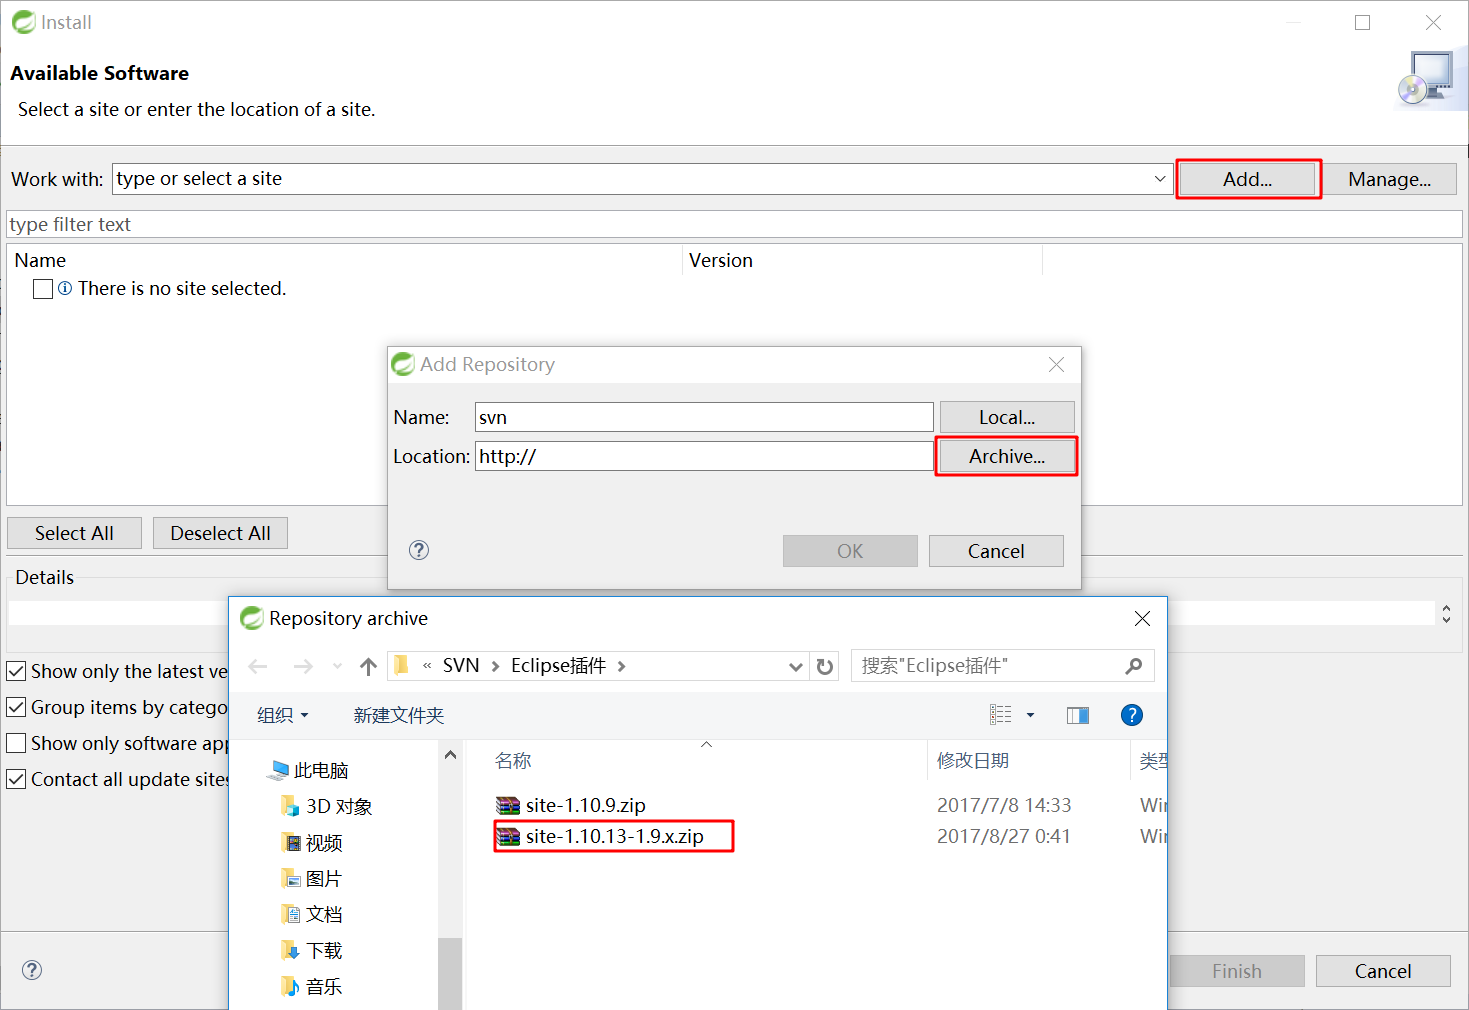 Install
Available Software
Select a site or enter the location of a site.
Work with: type or select a site Add... Manage...
type filter text
Name Version
There is no site selected.
Add Repository
Name: svn Local...
Location: http:// Archive...
Select All Deselect All
OK Cancel
Details
Repository archive
« SVN > Eclipse插件 > 搜索"Eclipse插件"
Show only the latest ve
组织 新建文件夹
Group items by catego
Show only software app
Contact all update sites
名称 修改日期 类型
此电脑
3D 对象
视频
图片
文档
下载
音乐
site-1.10.9.zip 2017/7/8 14:33 Win
site-1.10.13-1.9.x.zip 2017/8/27 0:41 Win
Finish Cancel